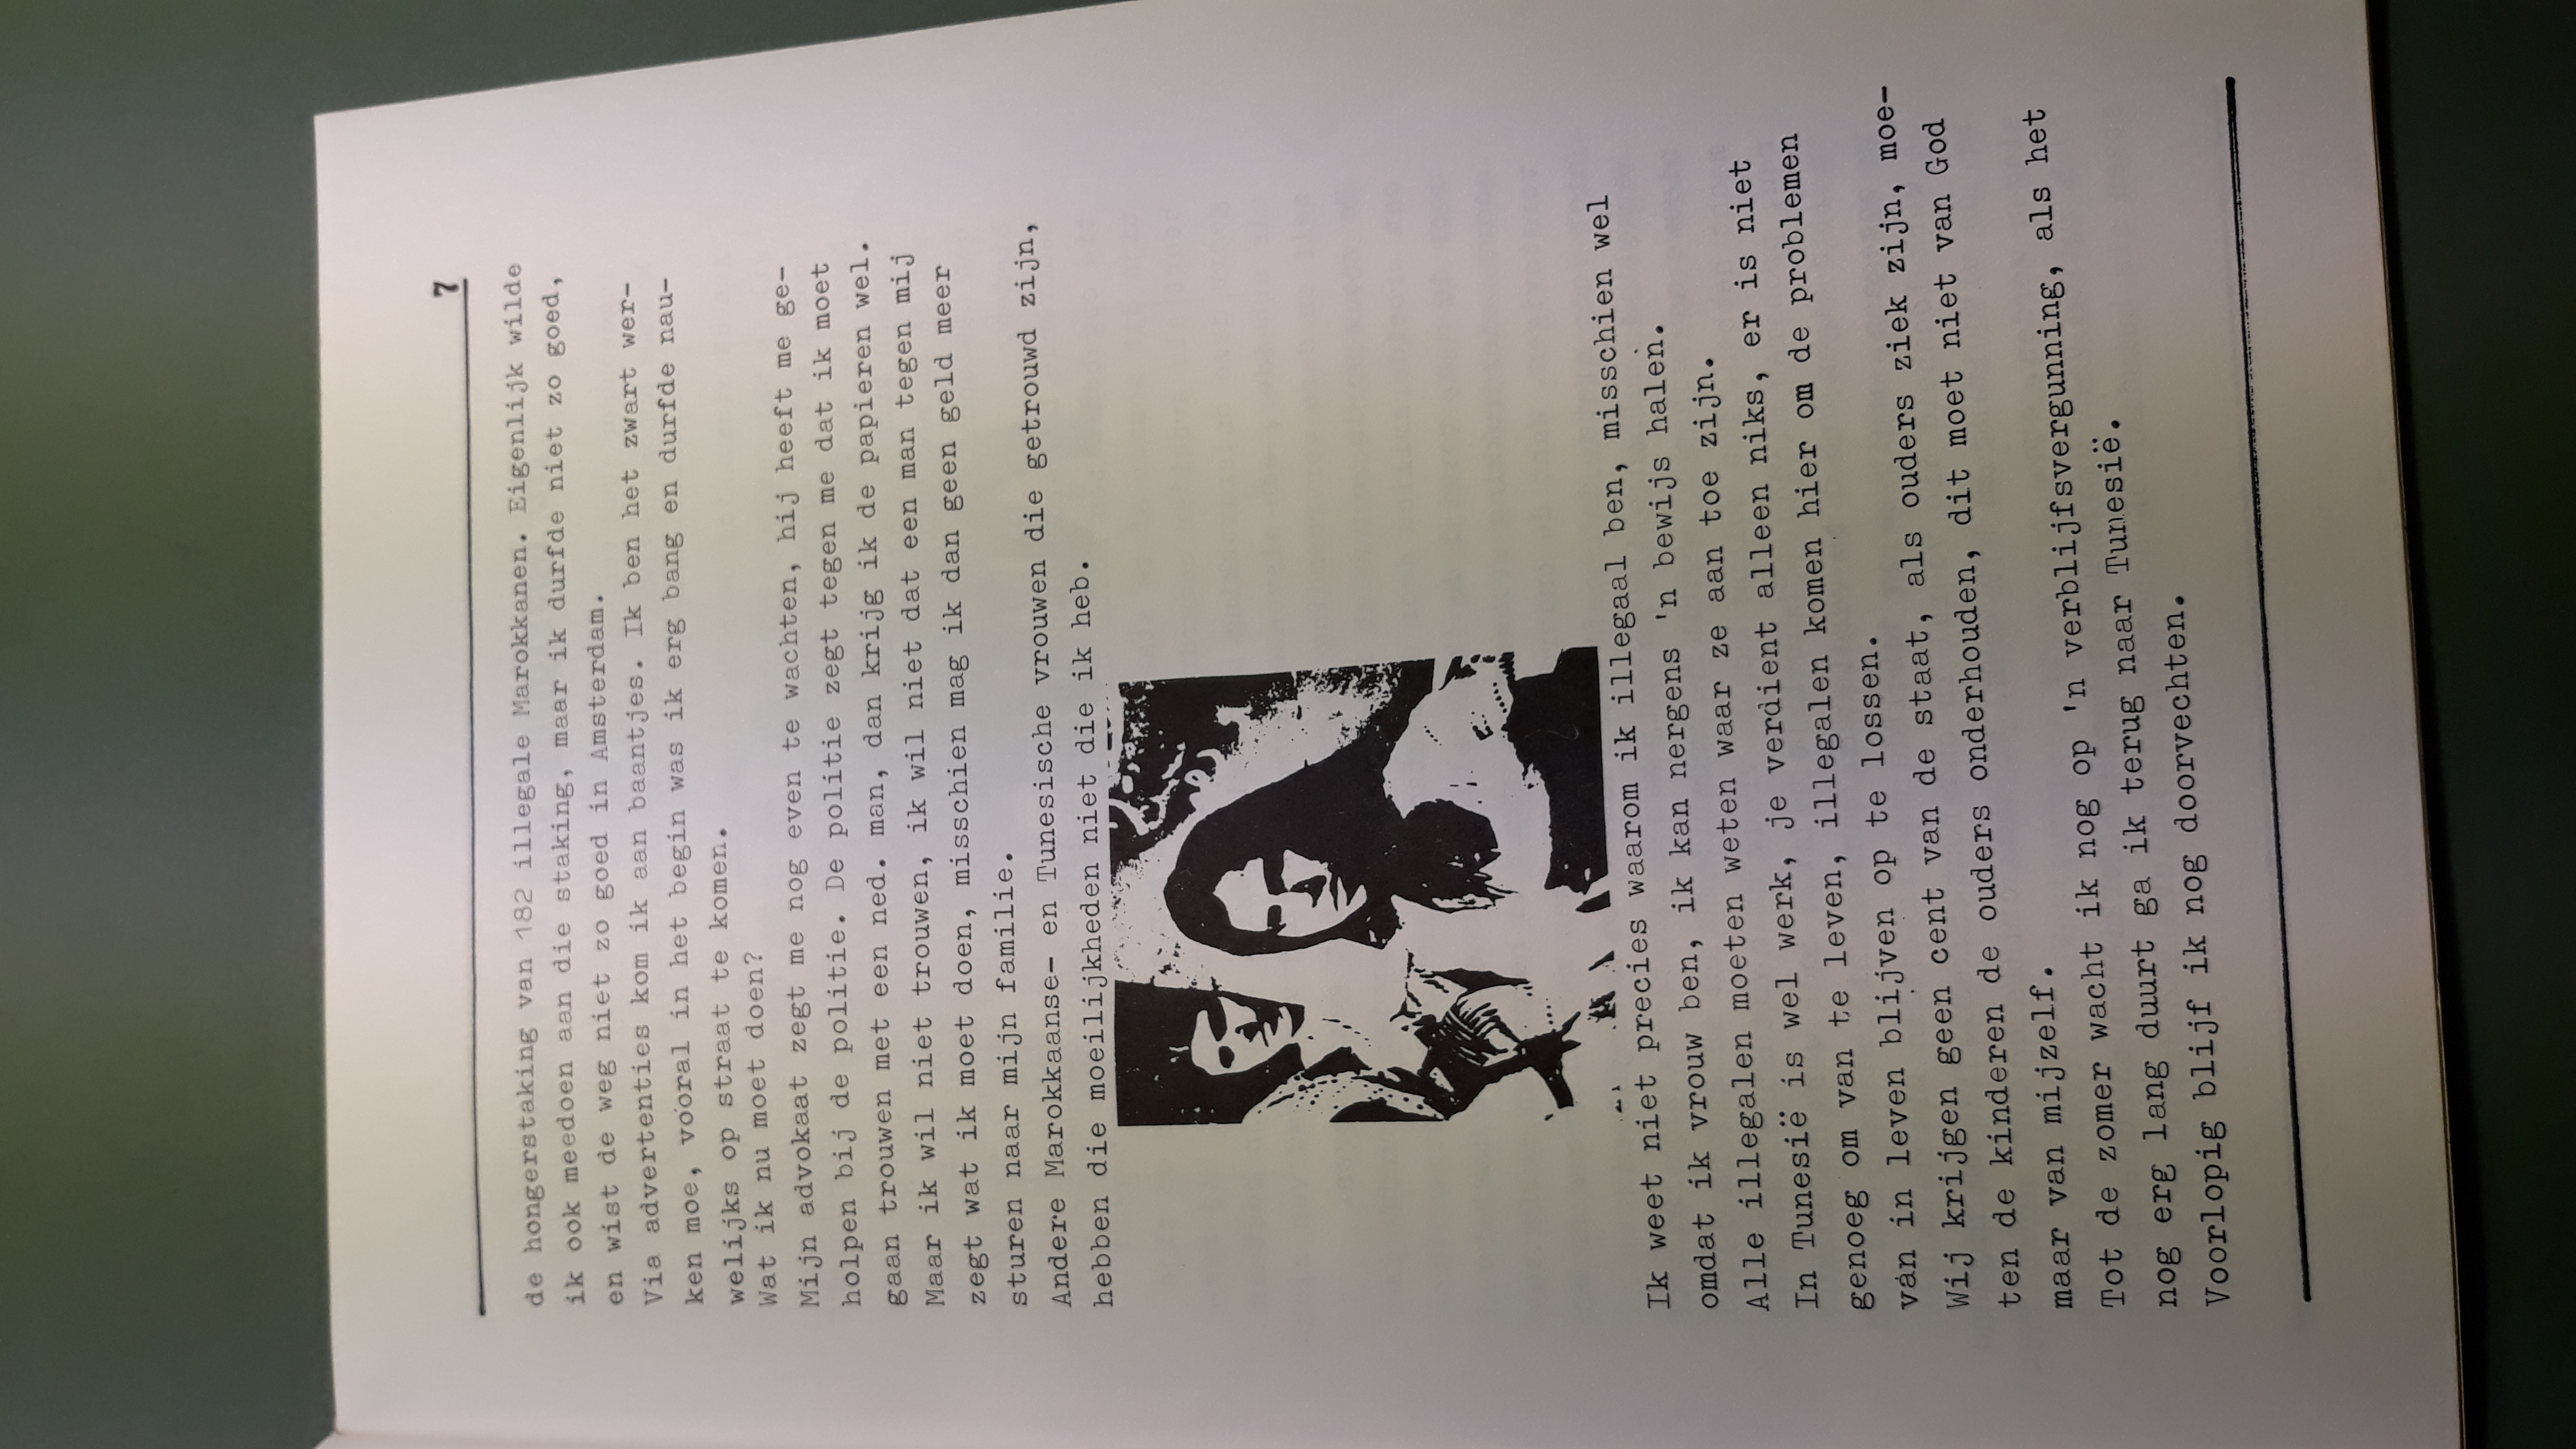 7
de hongerstaking van 182 illegale Marokkanen. Eigenlijk wilde
ik ook meedoen aan die staking, maar ik durfde niet zo goed,
en wist de weg niet zo goed in Amsterdam.
Via advertenties kom ik aan baantjes. Ik ben het zwart wer-
ken moe, vooral in het begin was ik erg bang en durfde nau-
welijks op straat te komen.
Wat ik nu moet doen?
Mijn advokaat zegt me nog even te wachten, hij heeft me ge-
holpen bij de politie. De politie zegt tegen me dat ik moet
gaan trouwen met een ned. man, dan krijg ik de papieren wel.
Maar ik wil niet trouwen, ik wil niet dat een man tegen mij
zegt wat ik moet doen, misschien mag ik dan geen geld meer
sturen naar mijn familie.
Andere Marokkaanse- en Tunesische vrouwen die getrouwd zijn,
hebben die moeilijkheden niet die ik heb.
Ik weet niet precies waarom ik illegaal ben, misschien wel
omdat ik vrouw ben, ik kan nergens 'n bewijs halen.
Alle illegalen moeten weten waar ze aan toe zijn.
In Tunesië is wel werk, je verdient alleen niks, er is niet
genoeg om van te leven, illegalen komen hier om de problemen
van in leven blijven op te lossen.
Wij krijgen geen cent van de staat, als ouders ziek zijn, moe-
ten de kinderen de ouders onderhouden, dit moet niet van God
maar van mijzelf.
Tot de zomer wacht ik nog op 'n verblijfsvergunning, als het
nog erg lang duurt ga ik terug naar Tunesië.
Voorlopig blijf ik nog doorvechten.